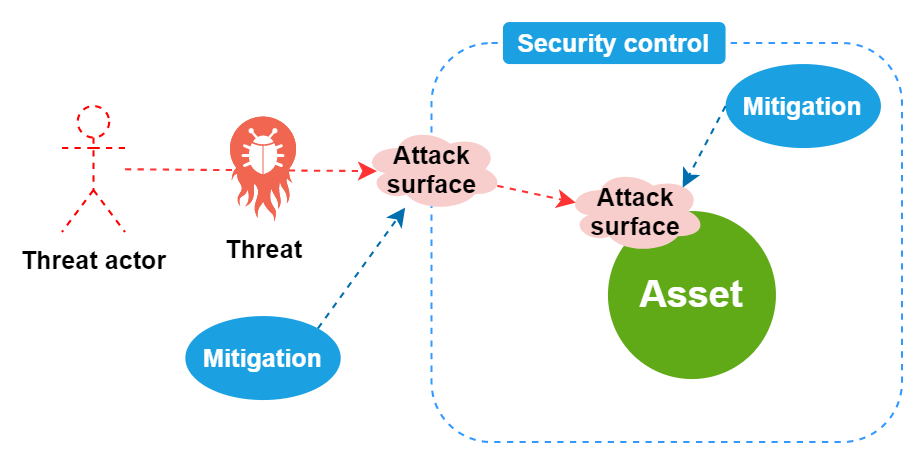 Security control
Mitigation
Attack
surface
Attack
surface
Threat actor
Threat
Asset
Mitigation